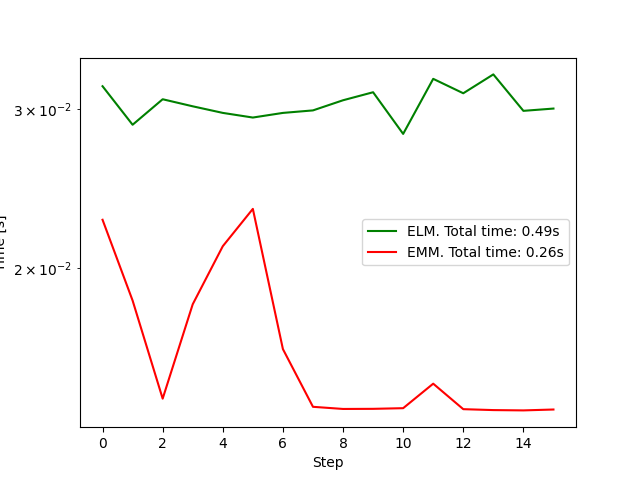 3 × 10⁻²
2 × 10⁻²
ELM. Total time: 0.49s
EMM. Total time: 0.26s
0 2 4 6 8 10 12 14
Step
Time [s]